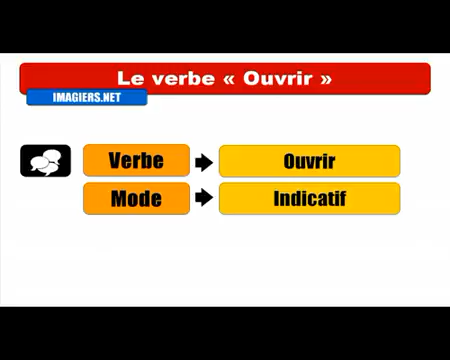 Le verbe « Ouvrir »
IMAGIERS.NET
Verbe Ouvrir
Mode Indicatif